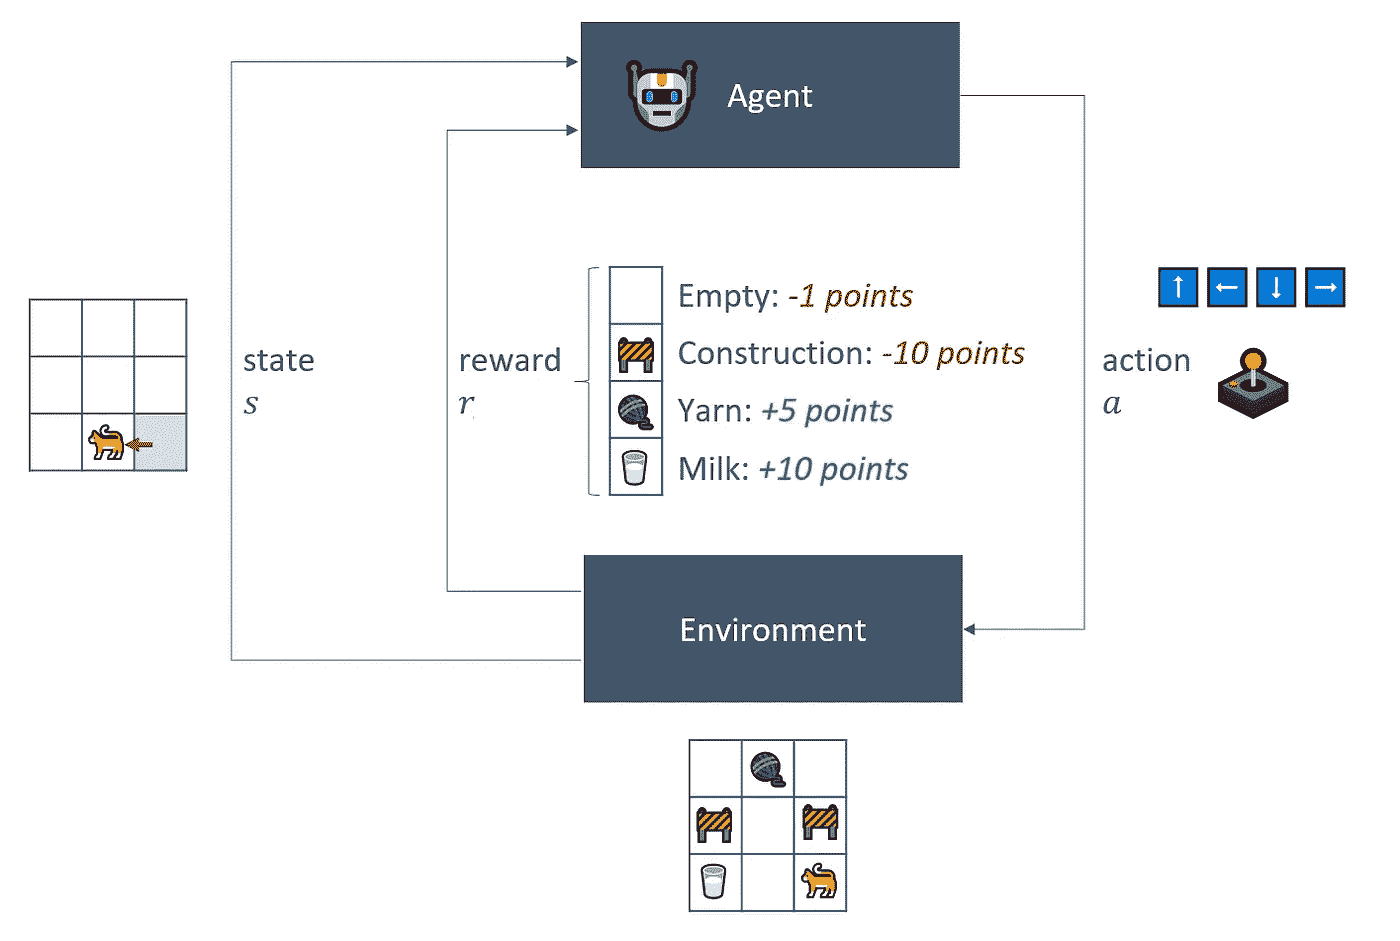 Agent
↑ ← ↓ →
Empty: -1 points
state
s
reward
r
Construction: -10 points
action
a
Yarn: +5 points
Milk: +10 points
Environment